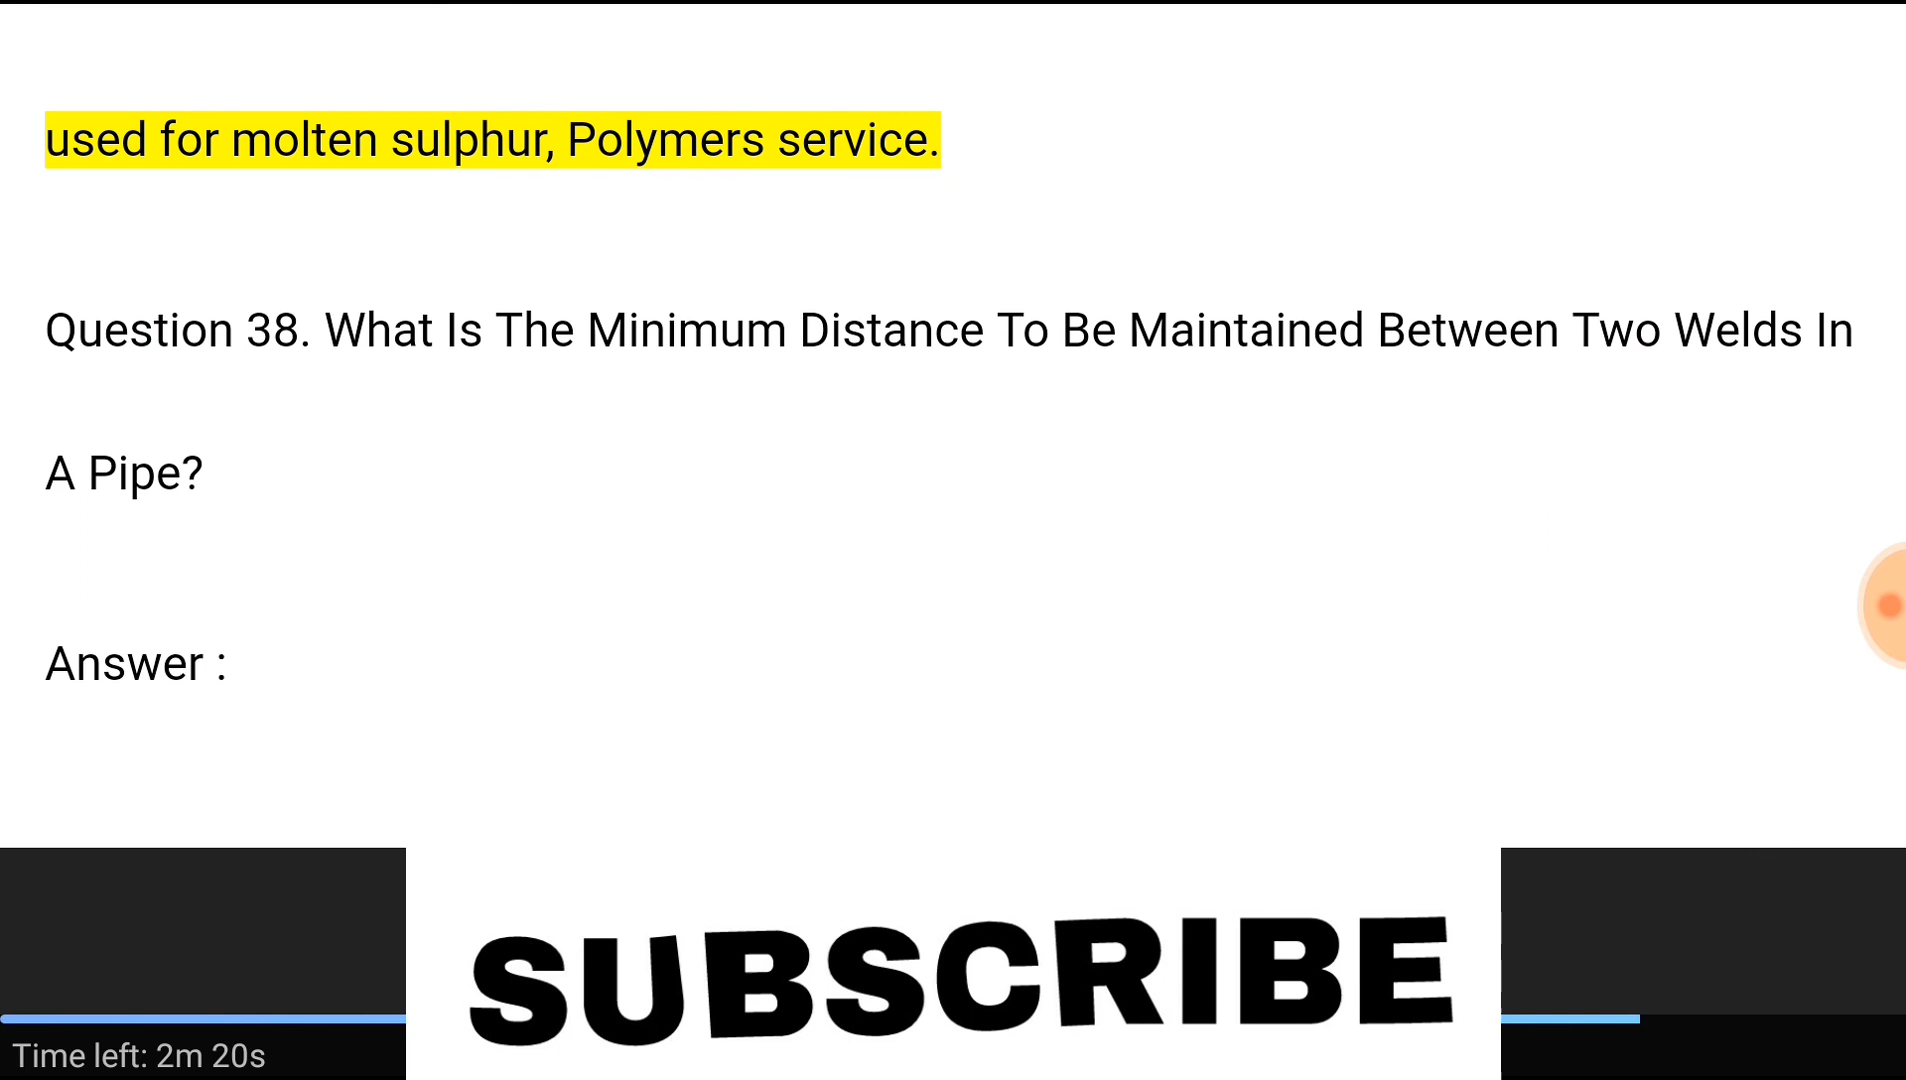 used for molten sulphur, Polymers service.
Question 38. What Is The Minimum Distance To Be Maintained Between Two Welds In
A Pipe?
Answer :
SUBSCRIBE
Time left: 2m 20s